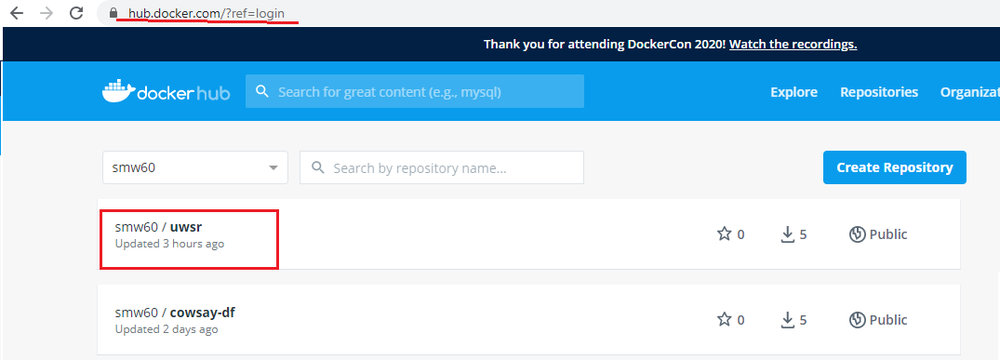 hub.docker.com/?ref=login
Thank you for attending DockerCon 2020! Watch the recordings.
dockerhub
Search for great content (e.g., mysql)
Explore
Repositories
Organizat
smw60
Search by repository name...
Create Repository
smw60 / uwsr
Updated 3 hours ago
0
5
Public
smw60 / cowsay-df
Updated 2 days ago
0
5
Public